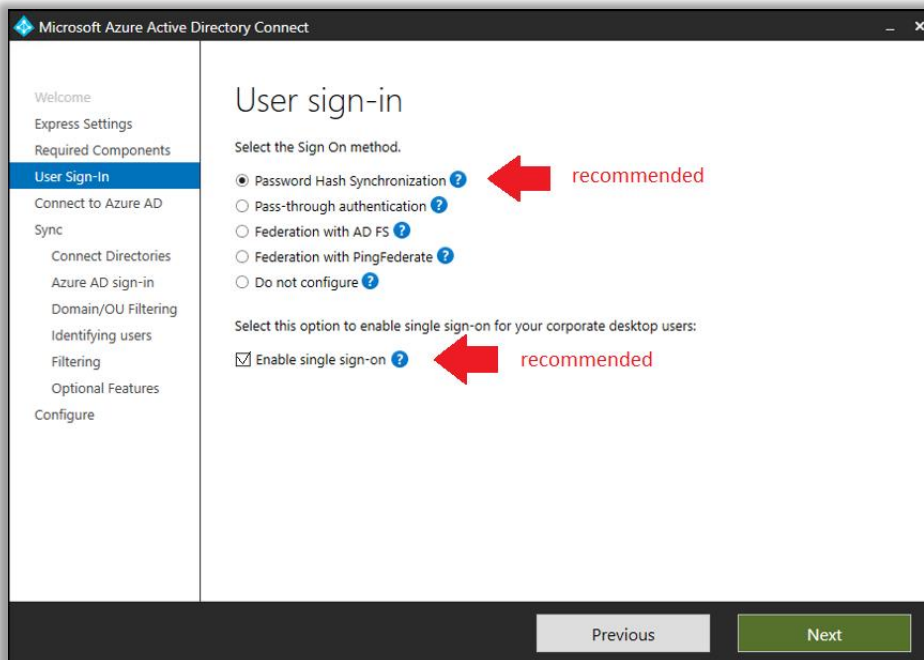 Microsoft Azure Active Directory Connect
Welcome
Express Settings
Required Components
User Sign-In
Connect to Azure AD
Sync
Connect Directories
Azure AD sign-in
Domain/OU Filtering
Identifying users
Filtering
Optional Features
Configure
User sign-in
Select the Sign On method.
Password Hash Synchronization ? recommended
Pass-through authentication ?
Federation with AD FS ?
Federation with PingFederate ?
Do not configure ?
Select this option to enable single sign-on for your corporate desktop users:
Enable single sign-on ? recommended
Previous Next